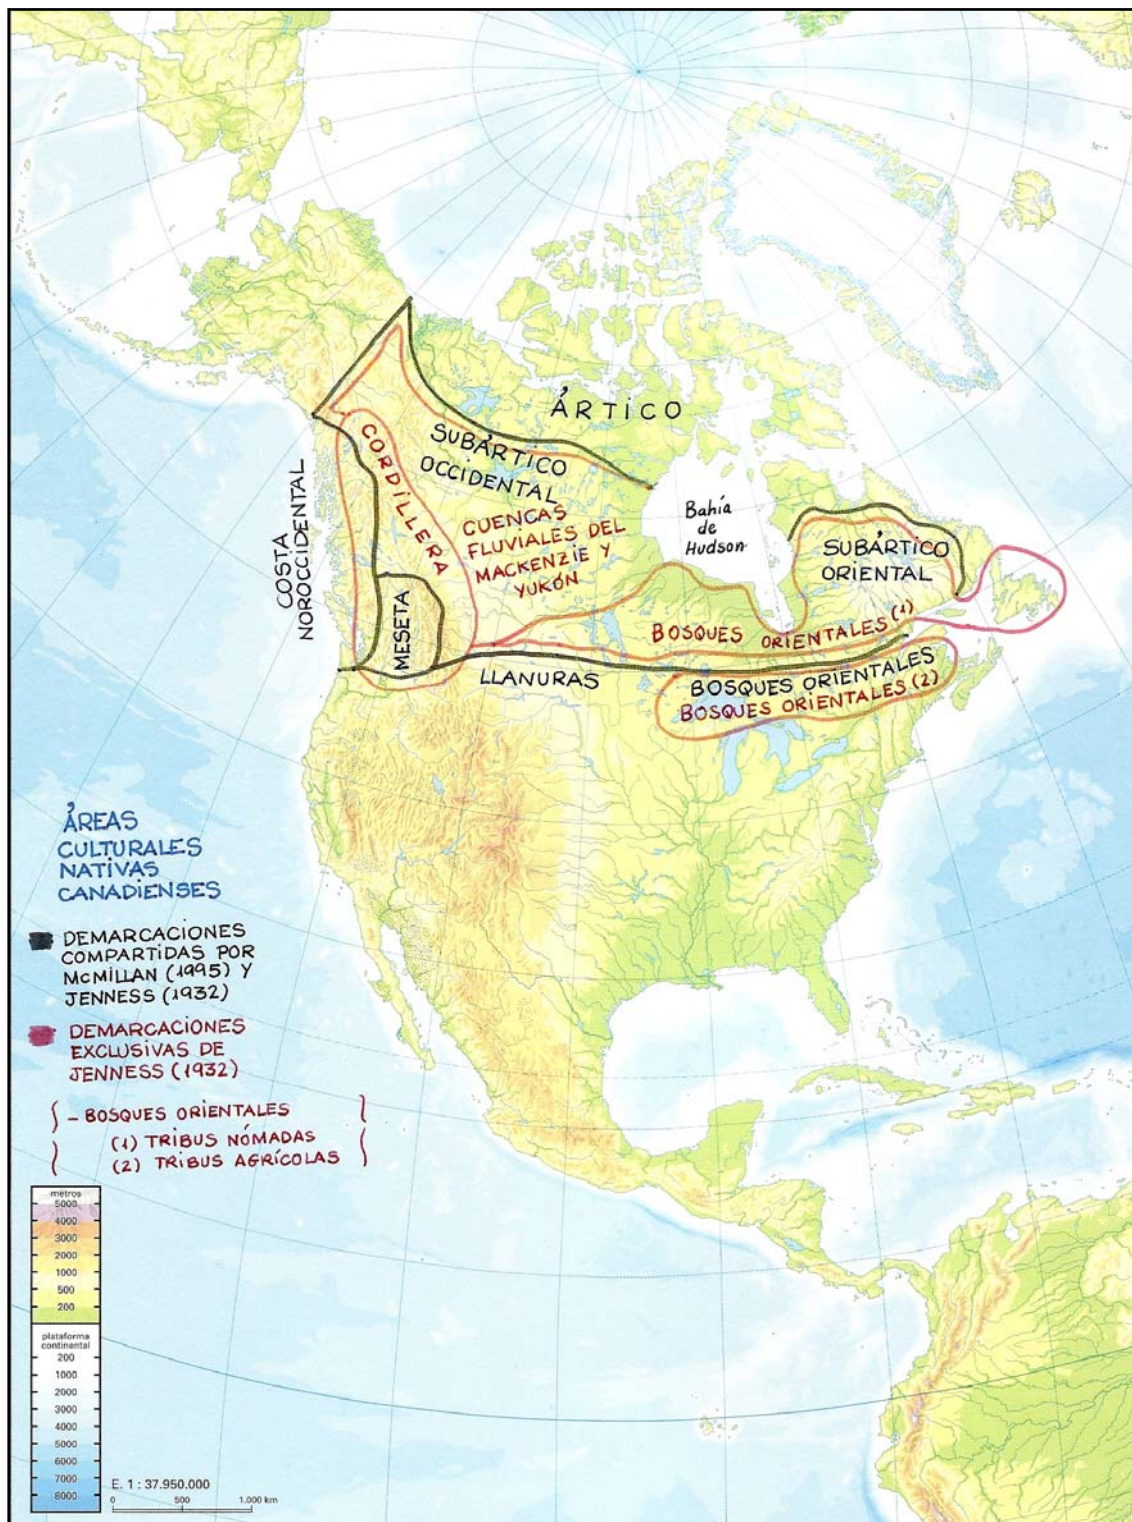 ÁRTICO
SUBÁRTICO
OCCIDENTAL
CORDILLERA
COSTA
NOROCCIDENTAL
CUENCAS
FLUVIALES DEL
MACKENZIE Y
YUKÓN
Bahía
de
Hudson
SUBÁRTICO
ORIENTAL
MESETA
BOSQUES ORIENTALES (1)
LLANURAS
BOSQUES ORIENTALES
BOSQUES ORIENTALES (2)
ÁREAS
CULTURALES
NATIVAS
CANADIENSES
DEMARCACIONES
COMPARTIDAS POR
McMILLAN (1995) Y
JENNESS (1932)
DEMARCACIONES
EXCLUSIVAS DE
JENNESS (1932)
- BOSQUES ORIENTALES
(1) TRIBUS NÓMADAS
(2) TRIBUS AGRÍCOLAS
metros
5000
4000
3000
2000
1000
500
200
plataforma
continental
200
1000
2000
3000
4000
5000
6000
7000
8000
E. 1 : 37.950.000
0 500 1.000 km